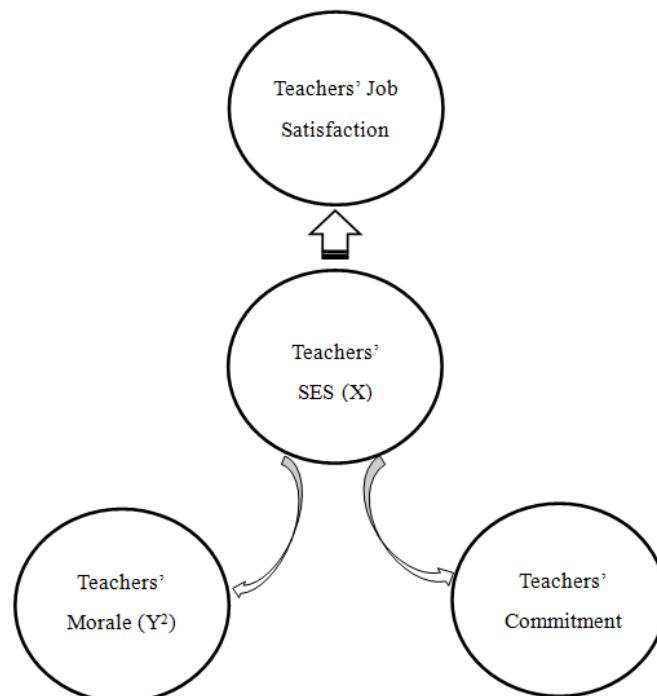 Teachers’ Job
Satisfaction
Teachers’
SES (X)
Teachers’
Morale (Y²)
Teachers’
Commitment